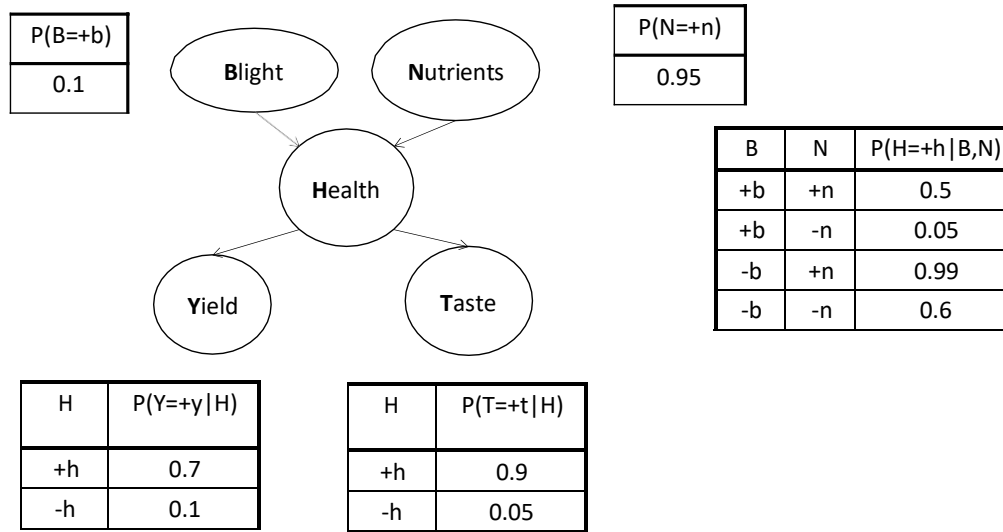 P(B=+b)
0.1
Blight
Nutrients
P(N=+n)
0.95
Health
Yield
Taste
B N P(H=+h|B,N)
+b +n 0.5
+b -n 0.05
-b +n 0.99
-b -n 0.6
H P(Y=+y|H)
+h 0.7
-h 0.1
H P(T=+t|H)
+h 0.9
-h 0.05